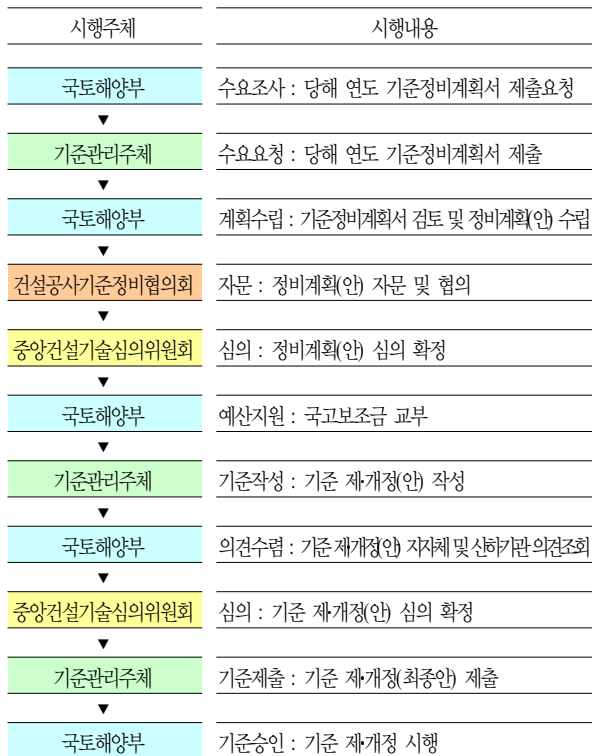 시행주체 시행내용
국토해양부 수요조사 : 당해 연도 기준정비계획서 제출요청
▼
기준관리주체 수요요청 : 당해 연도 기준정비계획서 제출
▼
국토해양부 계획수립 : 기준정비계획서 검토 및 정비계획(안) 수립
▼
건설공사기준정비협의회 자문 : 정비계획(안) 자문 및 협의
▼
중앙건설기술심의위원회 심의 : 정비계획(안) 심의 확정
▼
국토해양부 예산지원 : 국고보조금 교부
▼
기준관리주체 기준작성 : 기준 재·개정(안) 작성
▼
국토해양부 의견수렴 : 기준 재·개정(안) 지자체 및 산하기관 의견조회
▼
중앙건설기술심의위원회 심의 : 기준 재·개정(안) 심의 확정
▼
기준관리주체 기준제출 : 기준 재·개정(최종안) 제출
▼
국토해양부 기준승인 : 기준 재·개정 시행